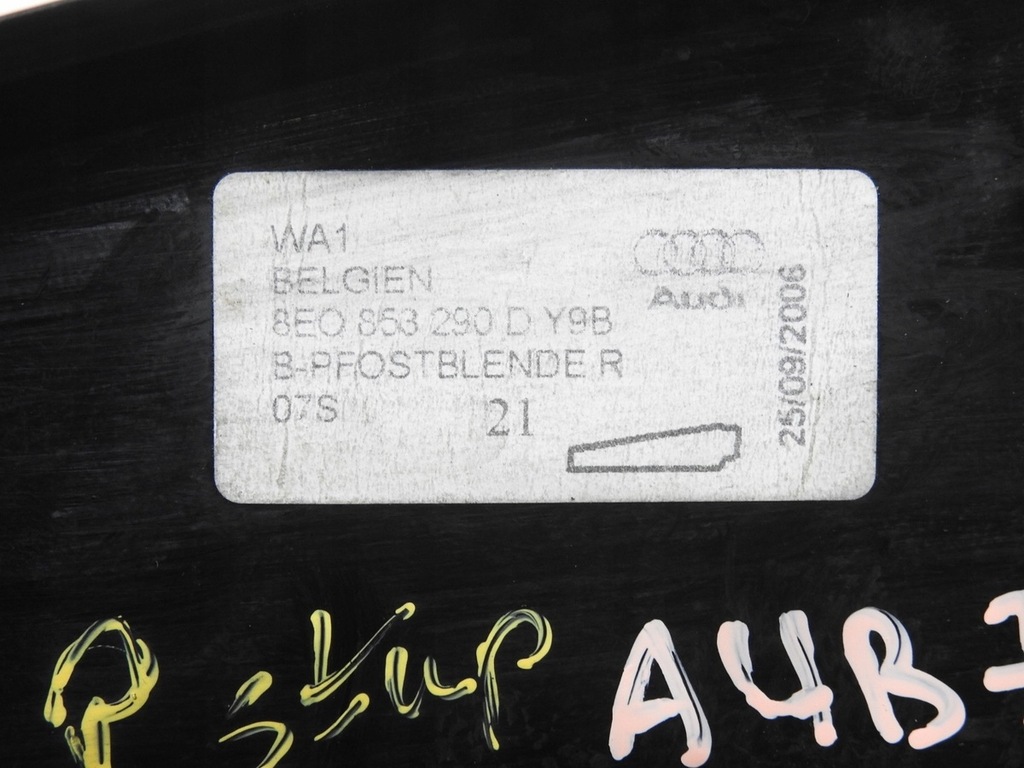 WA1
BELGIEN
8E0 853 290 D Y9B
B-PFOSTBLENDE R
07S 21
Audi
25/09/2006
A4B